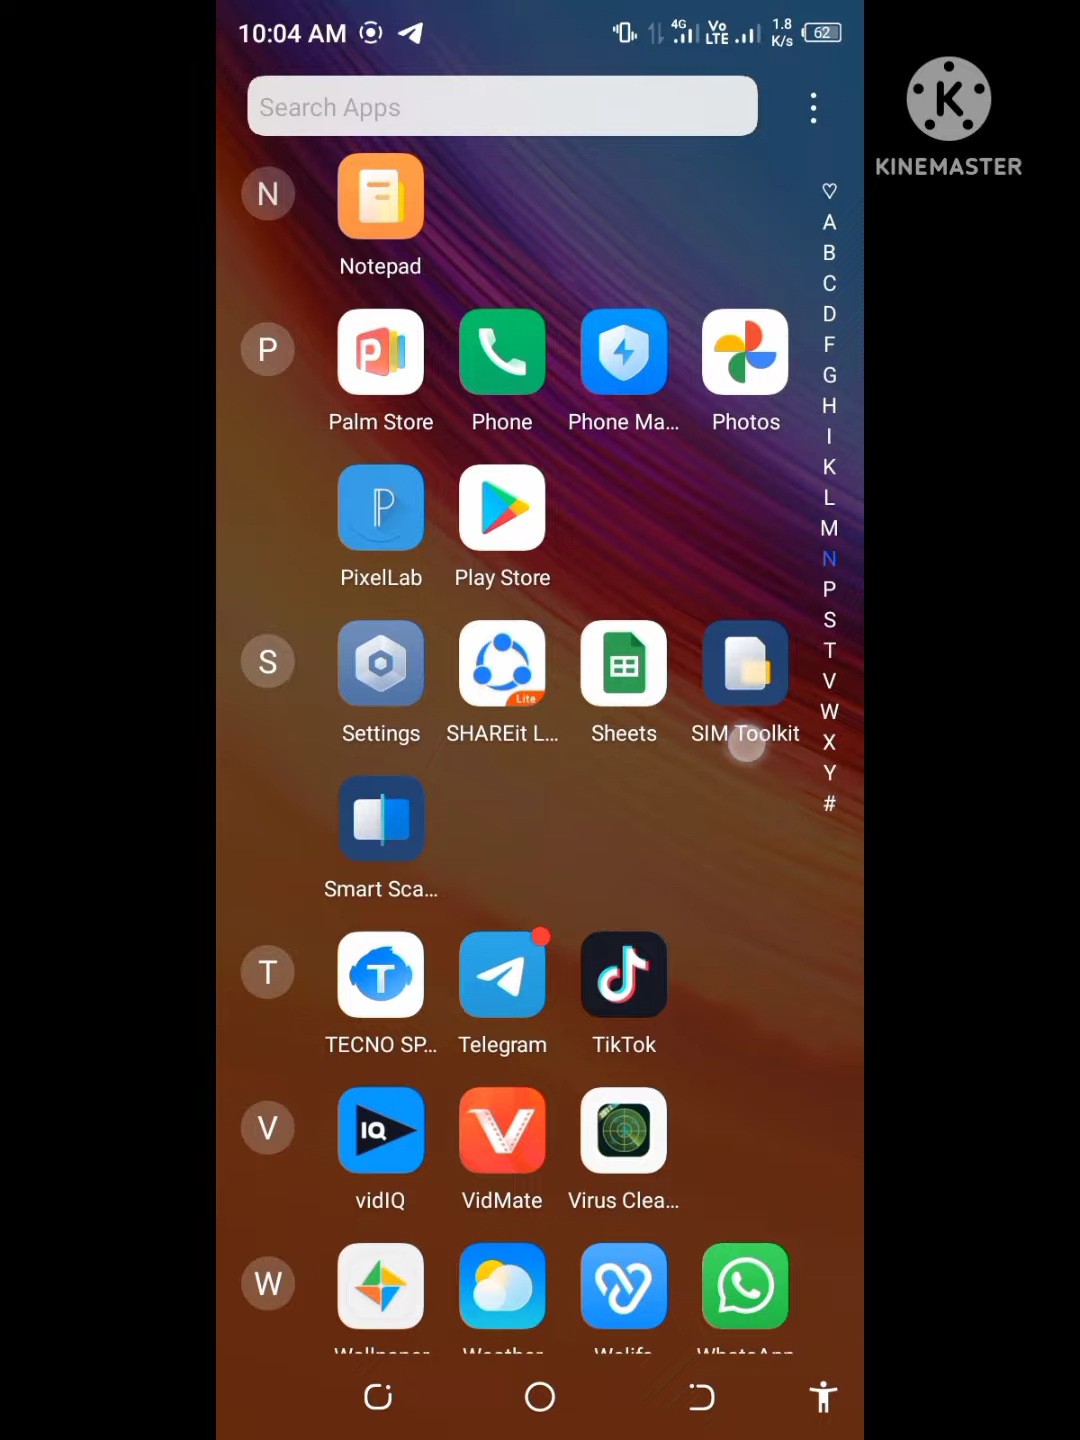 10:04 AM 4G Vo LTE 1.8 K/s 62
KINEMASTER
Search Apps
♡
A
B
C
D
F
G
H
I
K
L
M
N
P
S
T
V
W
X
Y
#
N
Notepad
P
Palm Store Phone Phone Ma... Photos
PixelLab Play Store
S
Lite
Settings SHAREit L... Sheets SIM Toolkit
Smart Sca...
T
TECNO SP... Telegram TikTok
V
IQ
vidIQ VidMate Virus Clea...
W
Wallpaper Weather Welife WhatsApp